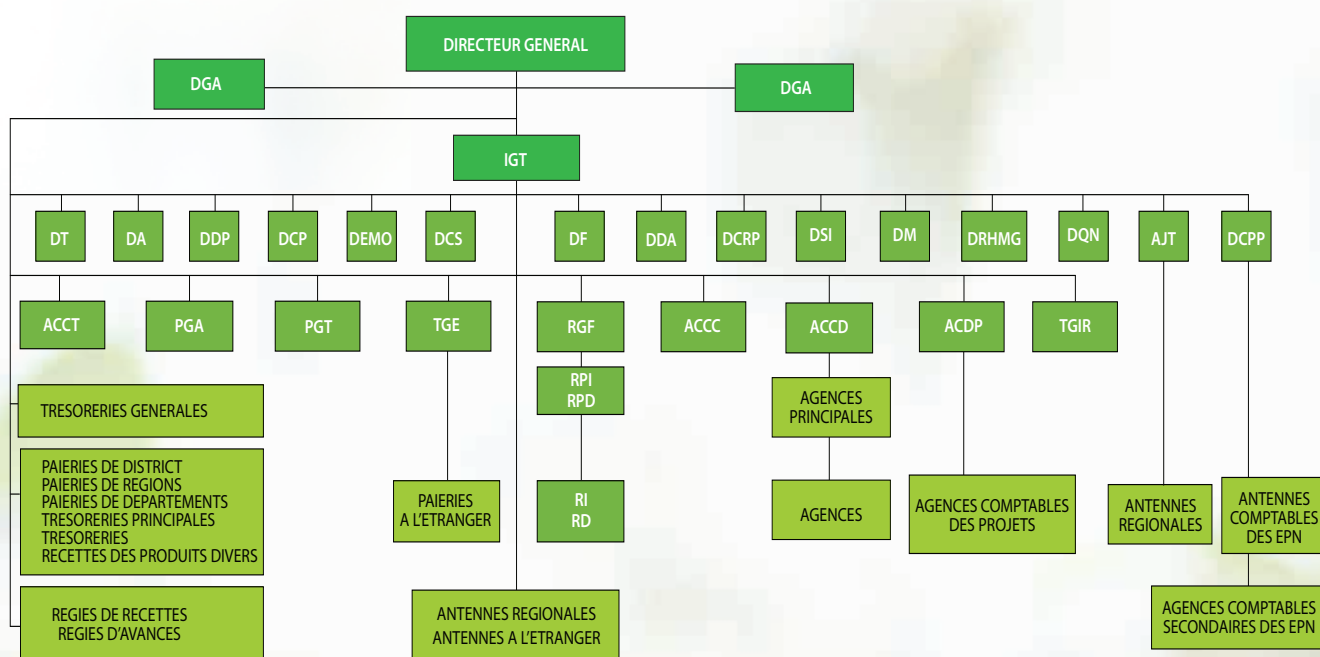 DIRECTEUR GENERAL
DGA
DGA
IGT
DT
DA
DDP
DCP
DEMO
DCS
DF
DDA
DCRP
DSI
DM
DRHMG
DQN
AJT
DCPP
ACCT
PGA
PGT
TGE
RGF
ACCC
ACCD
ACDP
TGIR
RPI
RPD
TRESORERIES GENERALES
AGENCES
PRINCIPALES
PAIERIES DE DISTRICT
PAIERIES DE REGIONS
PAIERIES DE DEPARTEMENTS
TRESORERIES PRINCIPALES
TRESORERIES
RECETTES DES PRODUITS DIVERS
PAIERIES
A L'ETRANGER
RI
RD
AGENCES
AGENCES COMPTABLES
DES PROJETS
ANTENNES
REGIONALES
ANTENNES
COMPTABLES
DES EPN
REGIES DE RECETTES
REGIES D'AVANCES
ANTENNES REGIONALES
ANTENNES A L'ETRANGER
AGENCES COMPTABLES
SECONDAIRES DES EPN